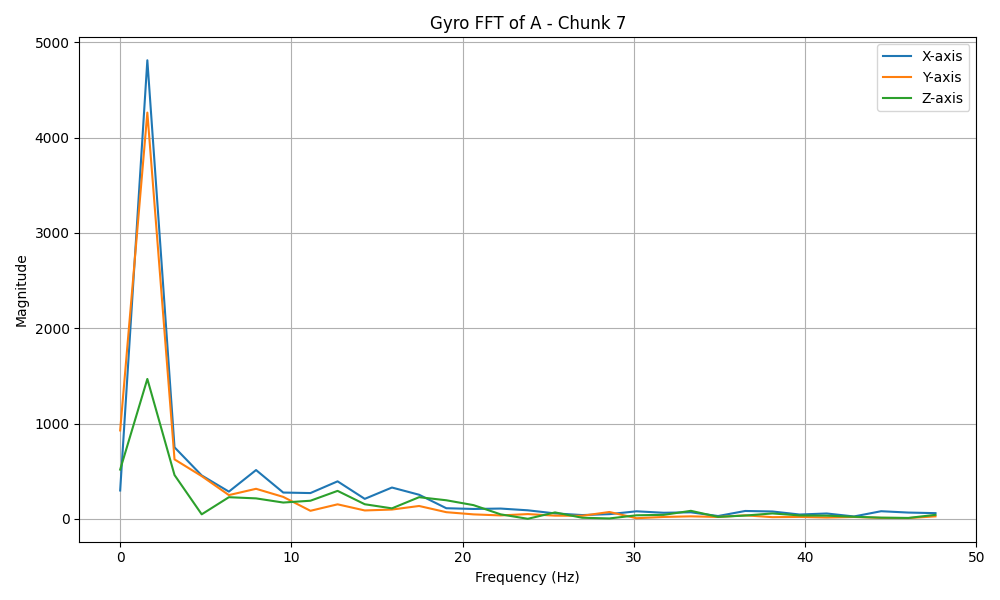 Gyro FFT of A - Chunk 7
X-axis
Y-axis
Z-axis
Magnitude
5000
4000
3000
2000
1000
0
0 10 20 30 40 50
Frequency (Hz)